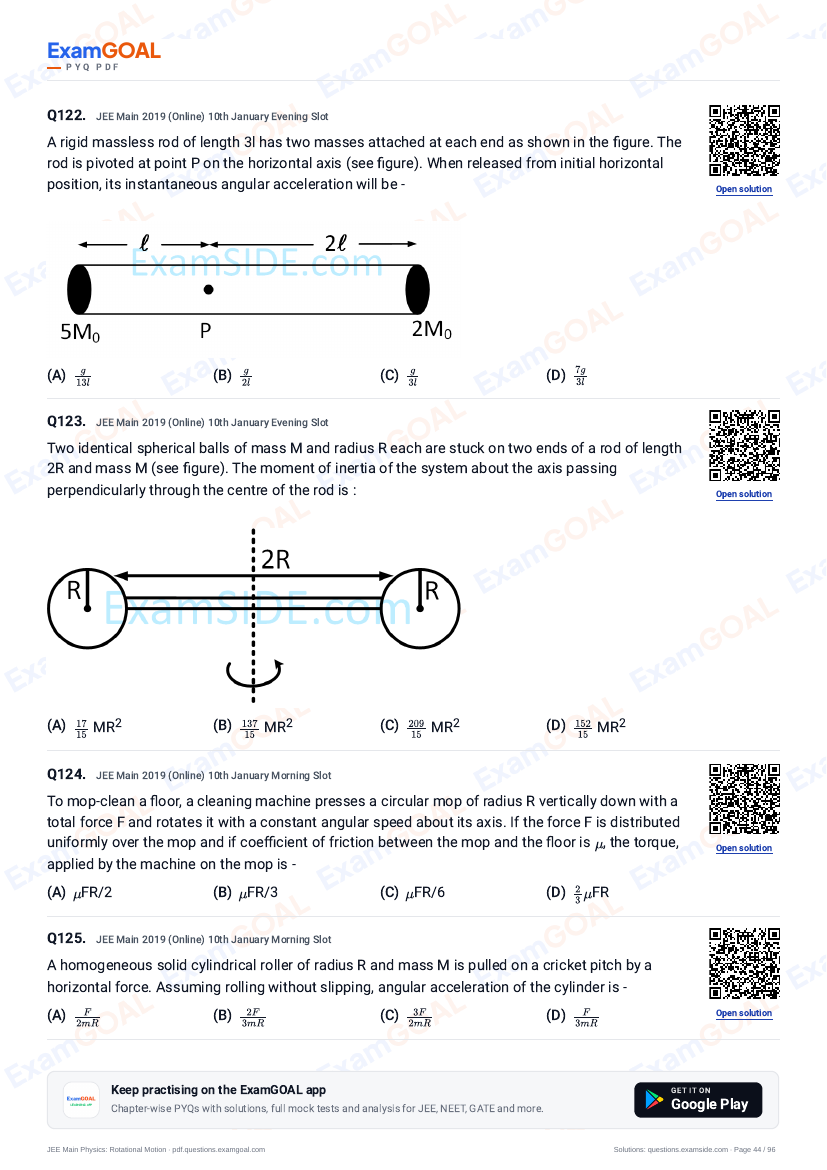 ExamGOAL
PYQ PDF
Q122. JEE Main 2019 (Online) 10th January Evening Slot
A rigid massless rod of length 3l has two masses attached at each end as shown in the figure. The
rod is pivoted at point P on the horizontal axis (see figure). When released from initial horizontal
position, its instantaneous angular acceleration will be -
Open solution
ℓ 2ℓ
ExamSIDE.com
5M₀ P 2M₀
(A) g/13l (B) g/2l (C) g/3l (D) 7g/3l
Q123. JEE Main 2019 (Online) 10th January Evening Slot
Two identical spherical balls of mass M and radius R each are stuck on two ends of a rod of length
2R and mass M (see figure). The moment of inertia of the system about the axis passing
perpendicularly through the centre of the rod is :
Open solution
2R
R R
ExamSIDE.com
(A) 17/15 MR² (B) 137/15 MR² (C) 209/15 MR² (D) 152/15 MR²
Q124. JEE Main 2019 (Online) 10th January Morning Slot
To mop-clean a floor, a cleaning machine presses a circular mop of radius R vertically down with a
total force F and rotates it with a constant angular speed about its axis. If the force F is distributed
uniformly over the mop and if coefficient of friction between the mop and the floor is μ, the torque,
applied by the machine on the mop is -
Open solution
(A) μFR/2 (B) μFR/3 (C) μFR/6 (D) 2/3 μFR
Q125. JEE Main 2019 (Online) 10th January Morning Slot
A homogeneous solid cylindrical roller of radius R and mass M is pulled on a cricket pitch by a
horizontal force. Assuming rolling without slipping, angular acceleration of the cylinder is -
Open solution
(A) F/2mR (B) 2F/3mR (C) 3F/2mR (D) F/3mR
ExamGOAL
Keep practising on the ExamGOAL app
Chapter-wise PYQs with solutions, full mock tests and analysis for JEE, NEET, GATE and more.
GET IT ON
Google Play
JEE Main Physics: Rotational Motion · pdf.questions.examgoal.com
Solutions: questions.examside.com · Page 44 / 96